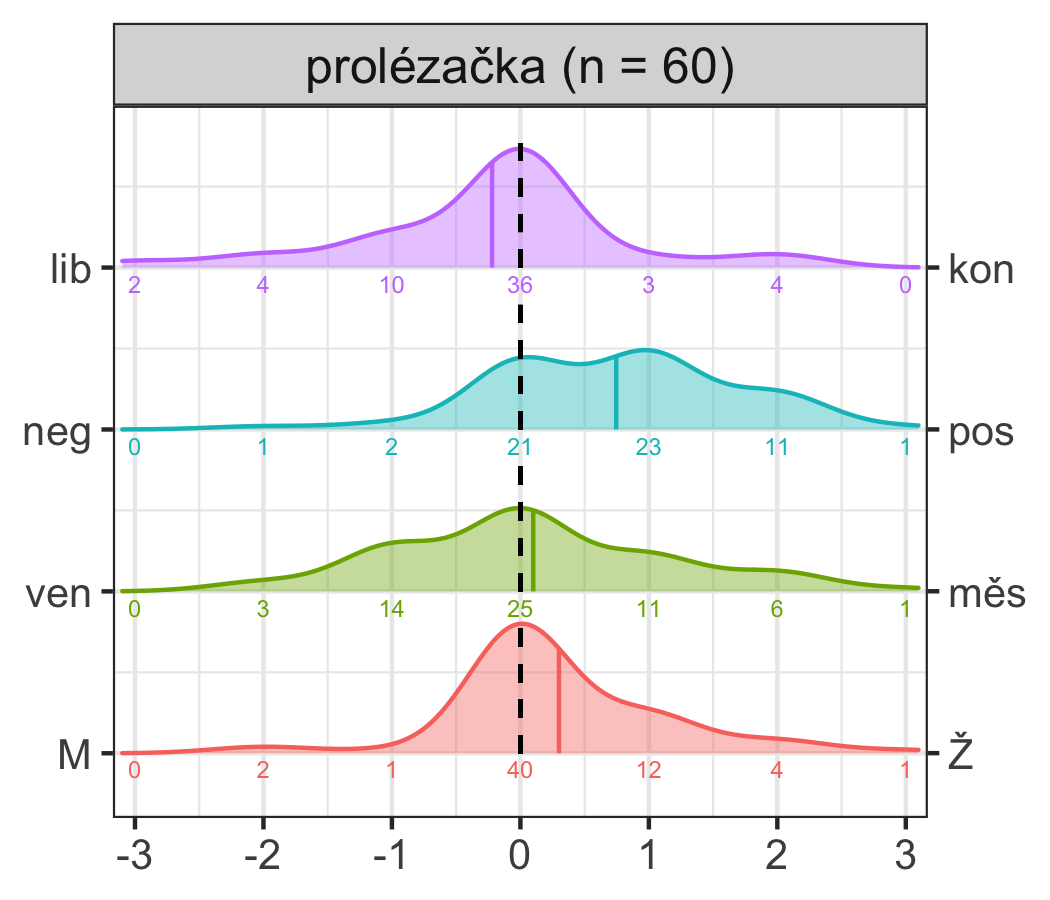 prolézačka (n = 60)
lib kon
2 4 10 36 3 4 0
neg pos
0 1 2 21 23 11 1
ven měs
0 3 14 25 11 6 1
M Ž
0 2 1 40 12 4 1
-3 -2 -1 0 1 2 3